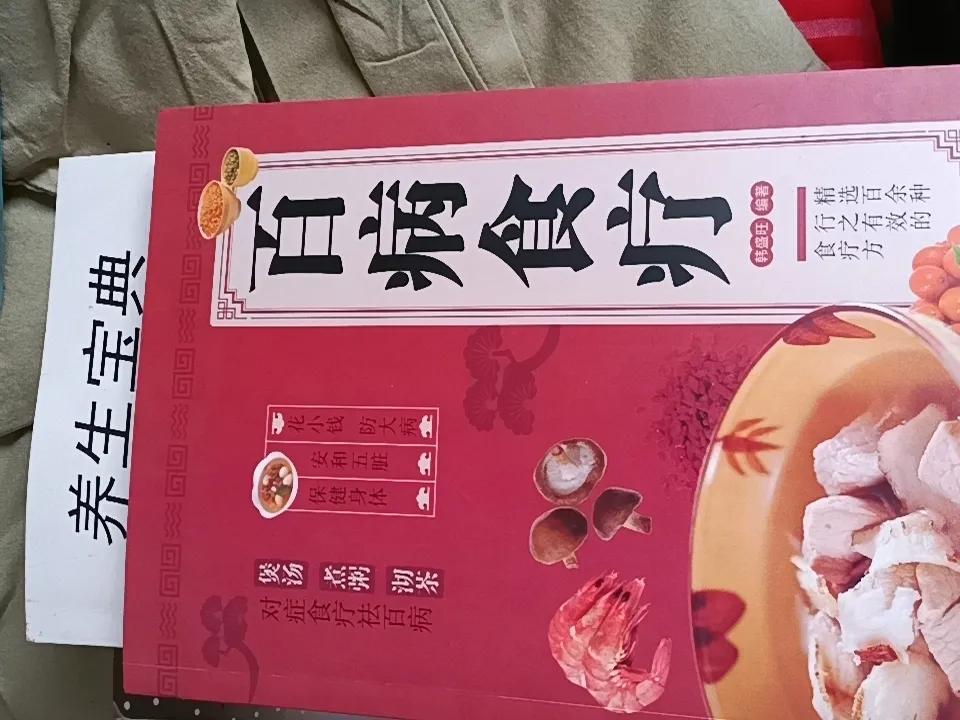 养生宝典
百病食疗
韩盛旺 编著
精选百余种
行之有效的
食疗方
花小钱 防大病
安和五脏
保健身体
煲汤 煮粥 沏茶
对症食疗祛百病